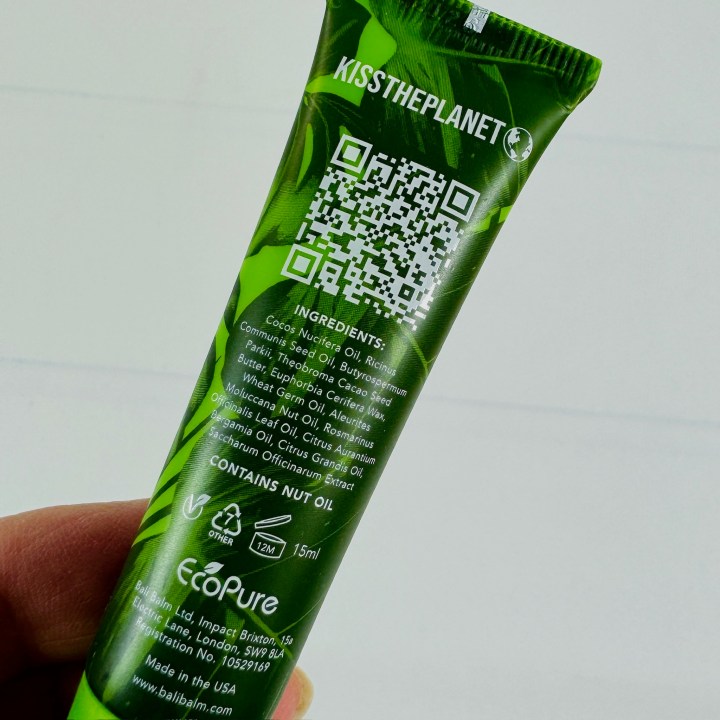 KISSTHEPLANET
INGREDIENTS:
Cocos Nucifera Oil, Ricinus
Communis Seed Oil, Butyrospermum
Parkii, Theobroma Cacao Seed
Butter, Euphorbia Cerifera Wax,
Wheat Germ Oil, Aleurites
Moluccana Nut Oil, Rosmarinus
Officinalis Leaf Oil, Citrus Aurantium
Bergamia Oil, Citrus Grandis Oil,
Saccharum Officinarum Extract
CONTAINS NUT OIL
7
OTHER
12M
15ml
EcoPure
Bali Balm Ltd, Impact Brixton, 15a
Electric Lane, London, SW9 8LA
Registration No. 10529169
Made in the USA
www.balibalm.com